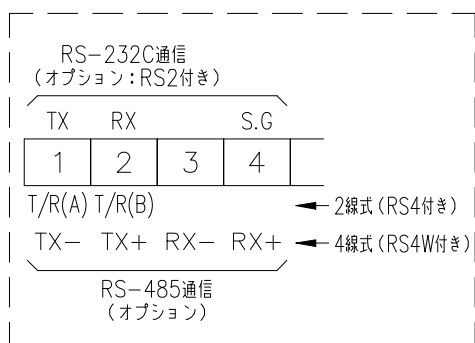 RS-232C通信
(オプション:RS2付き)
TX RX S.G
1 2 3 4
T/R(A) T/R(B) 2線式(RS4付き)
TX- TX+ RX- RX+ 4線式(RS4W付き)
RS-485通信
(オプション)